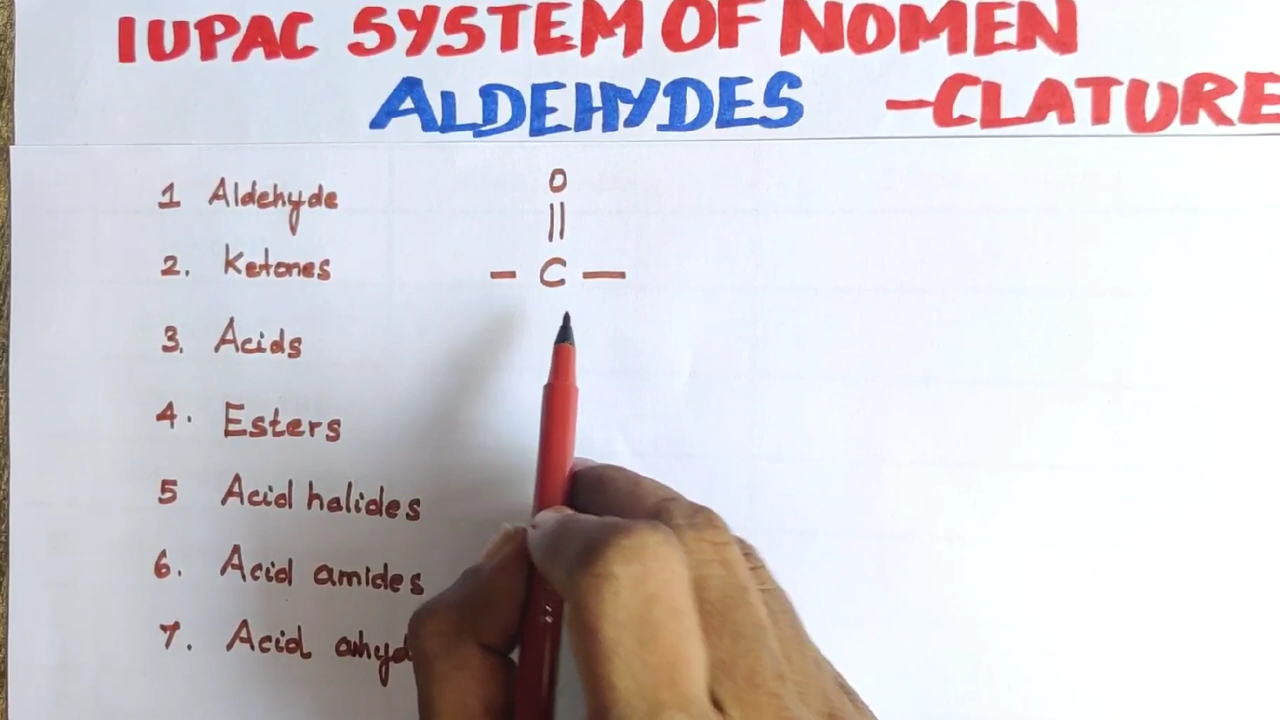 IUPAC SYSTEM OF NOMEN
ALDEHYDES -CLATURE
1 Aldehyde
2. Ketones
3. Acids
4. Esters
5 Acid halides
6. Acid amides
7. Acid
O
||
- C -